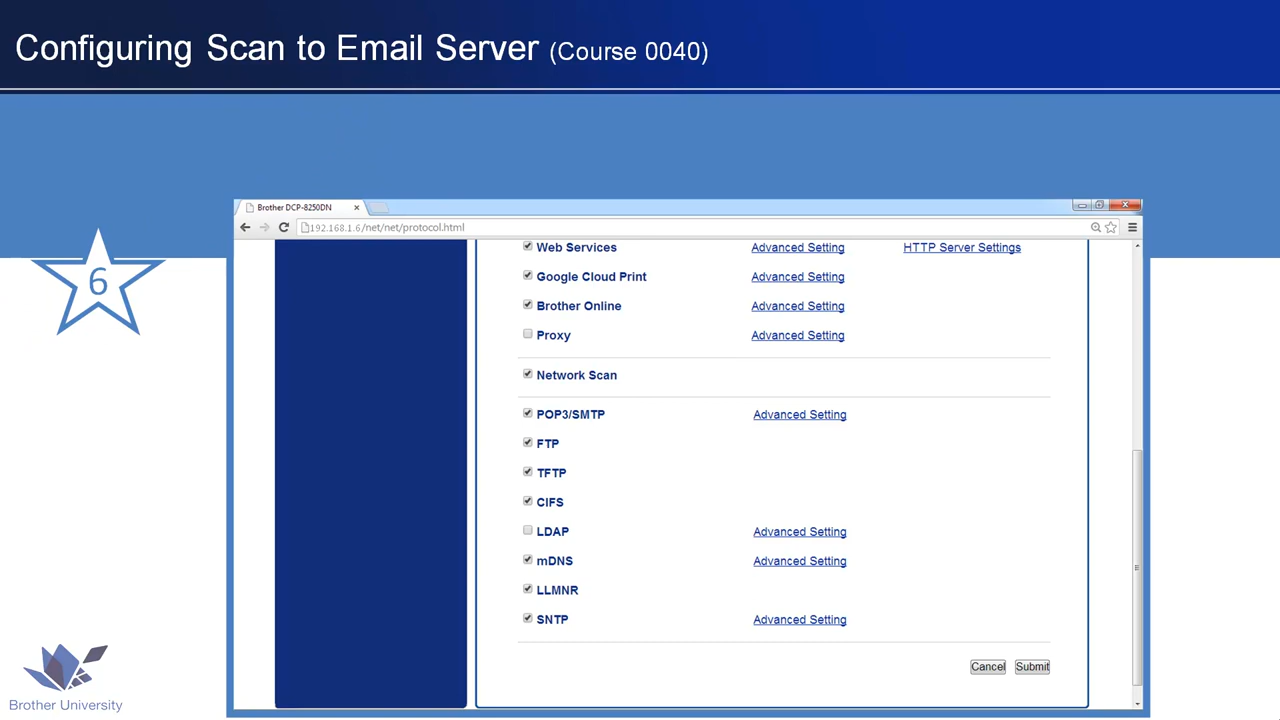 Configuring Scan to Email Server (Course 0040)
Brother DCP-8250DN
192.168.1.6/net/net/protocol.html
6
Web Services Advanced Setting HTTP Server Settings
Google Cloud Print Advanced Setting
Brother Online Advanced Setting
Proxy Advanced Setting
Network Scan
POP3/SMTP Advanced Setting
FTP
TFTP
CIFS
LDAP Advanced Setting
mDNS Advanced Setting
LLMNR
SNTP Advanced Setting
Cancel Submit
Brother University